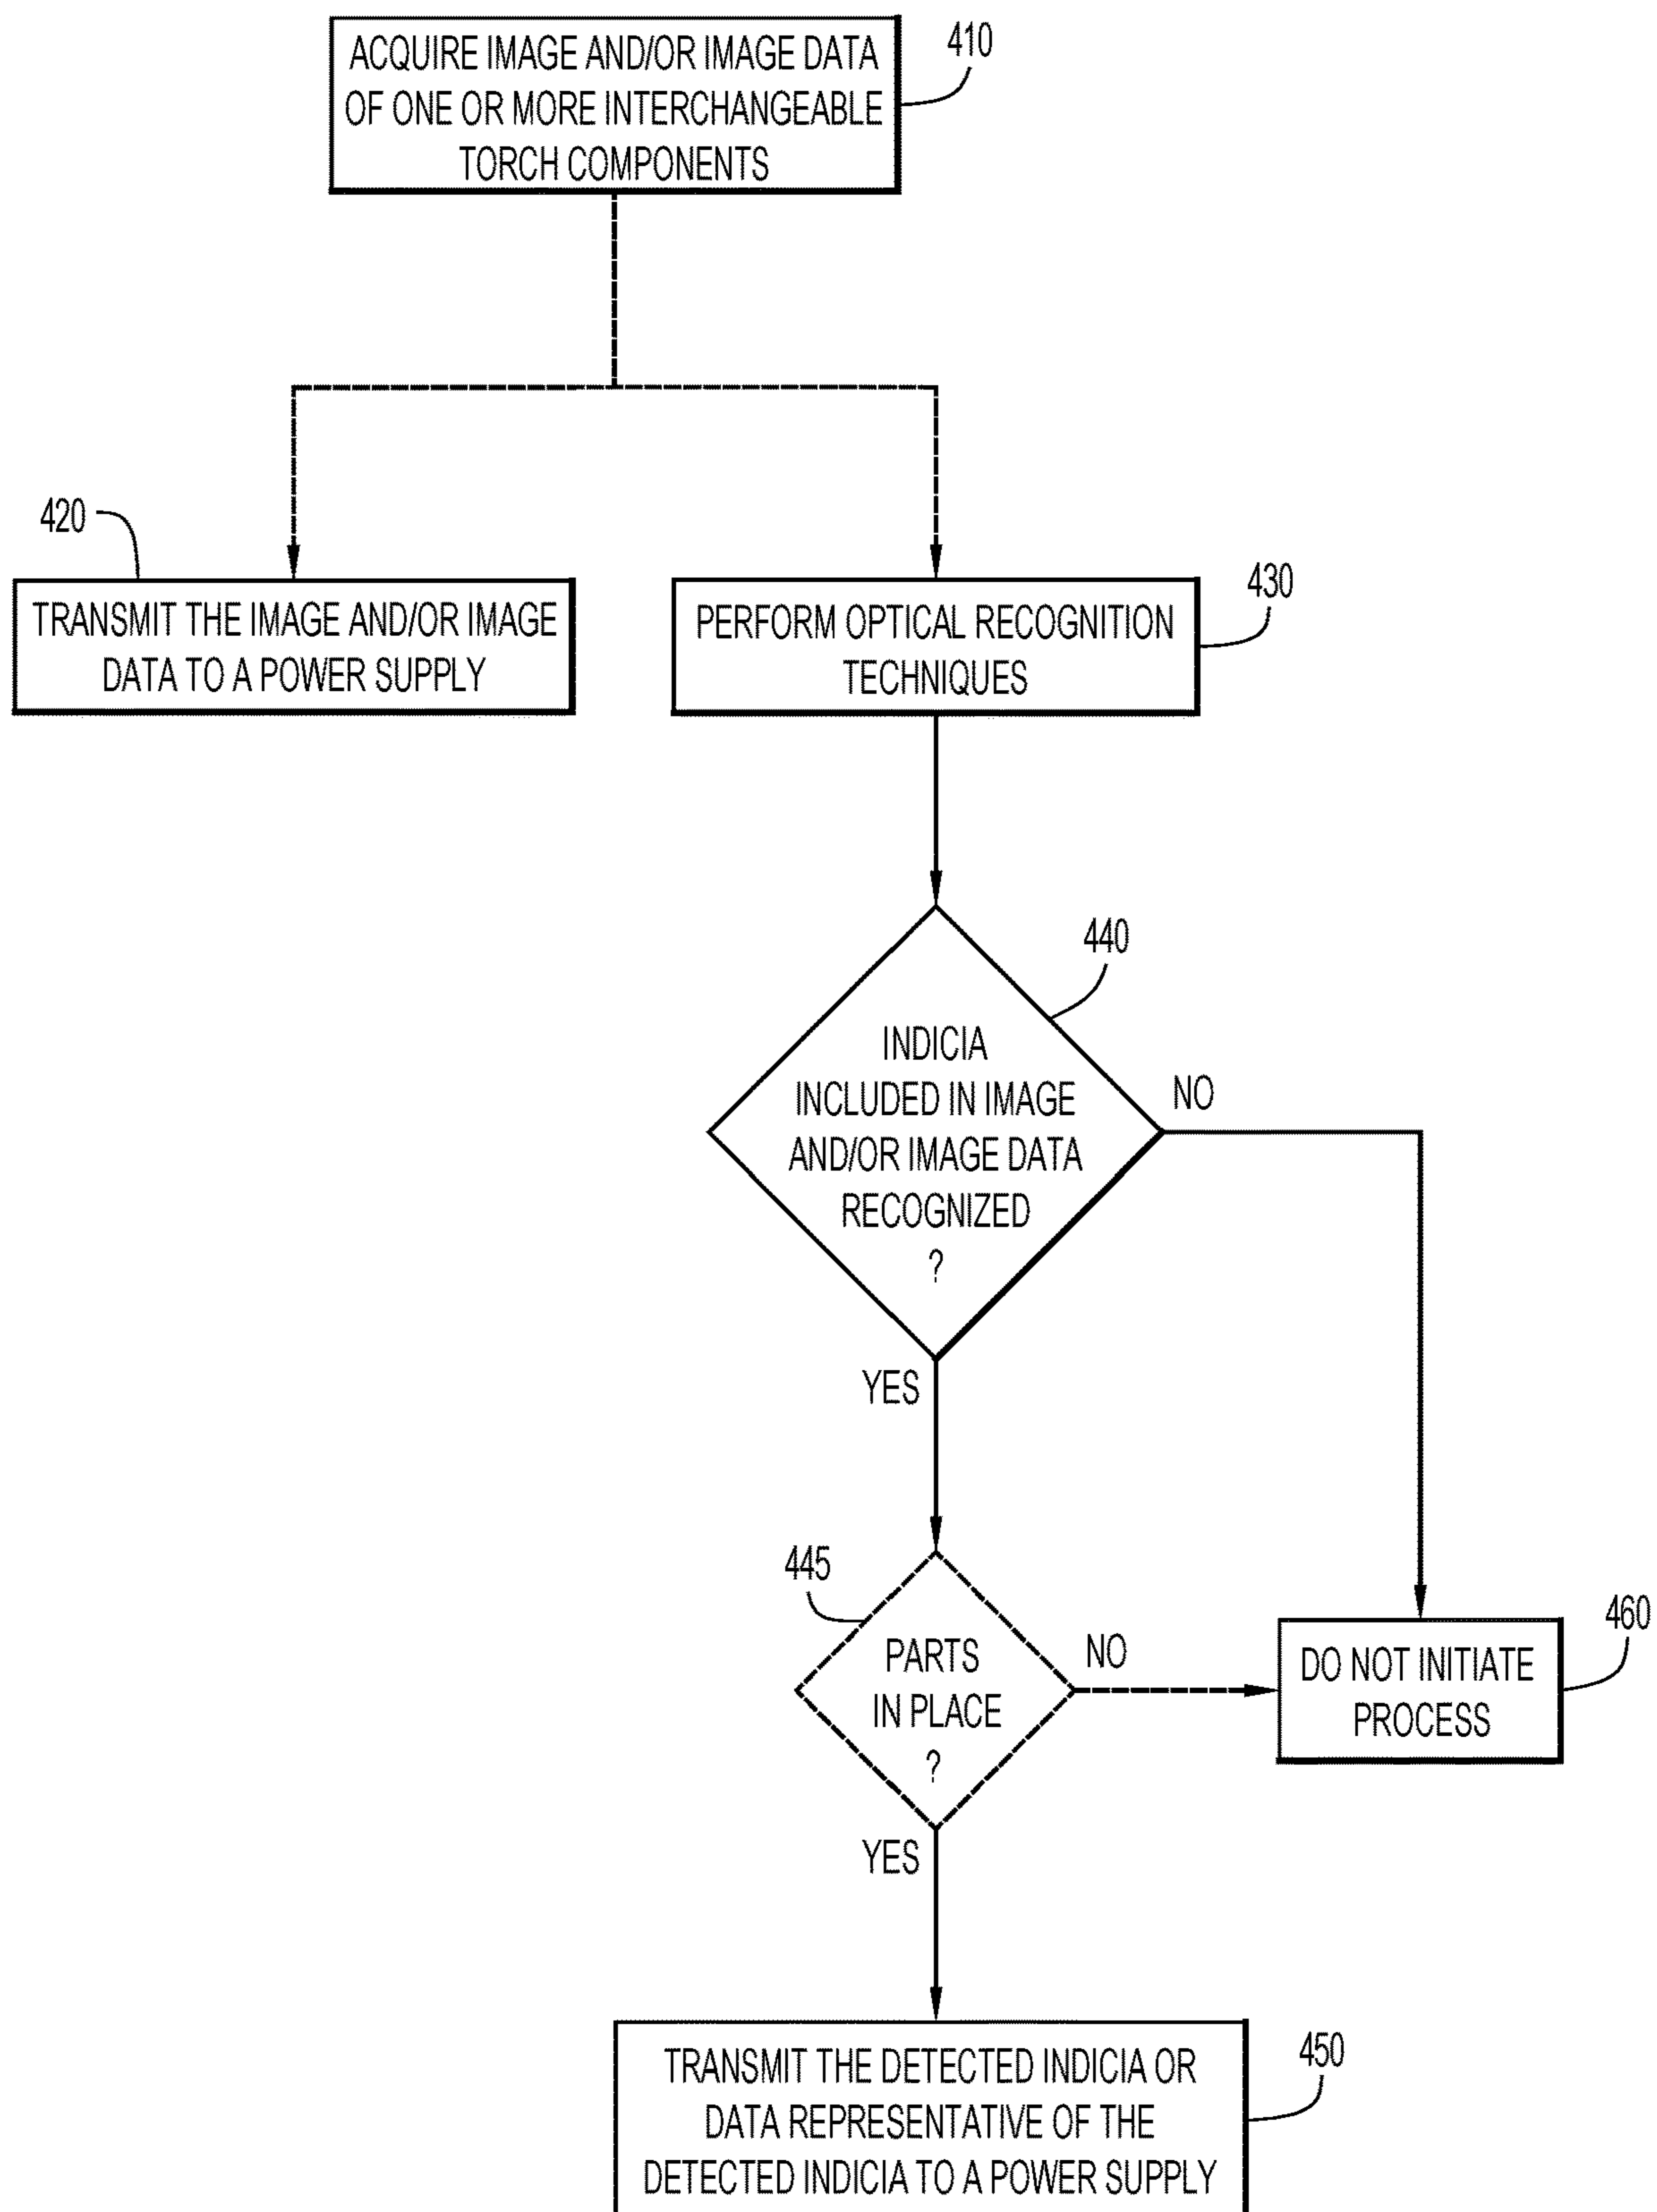 ACQUIRE IMAGE AND/OR IMAGE DATA
OF ONE OR MORE INTERCHANGEABLE
TORCH COMPONENTS
410
420
TRANSMIT THE IMAGE AND/OR IMAGE
DATA TO A POWER SUPPLY
430
PERFORM OPTICAL RECOGNITION
TECHNIQUES
440
INDICIA
INCLUDED IN IMAGE
AND/OR IMAGE DATA
RECOGNIZED
?
NO
YES
445
PARTS
IN PLACE
?
NO
YES
460
DO NOT INITIATE
PROCESS
450
TRANSMIT THE DETECTED INDICIA OR
DATA REPRESENTATIVE OF THE
DETECTED INDICIA TO A POWER SUPPLY